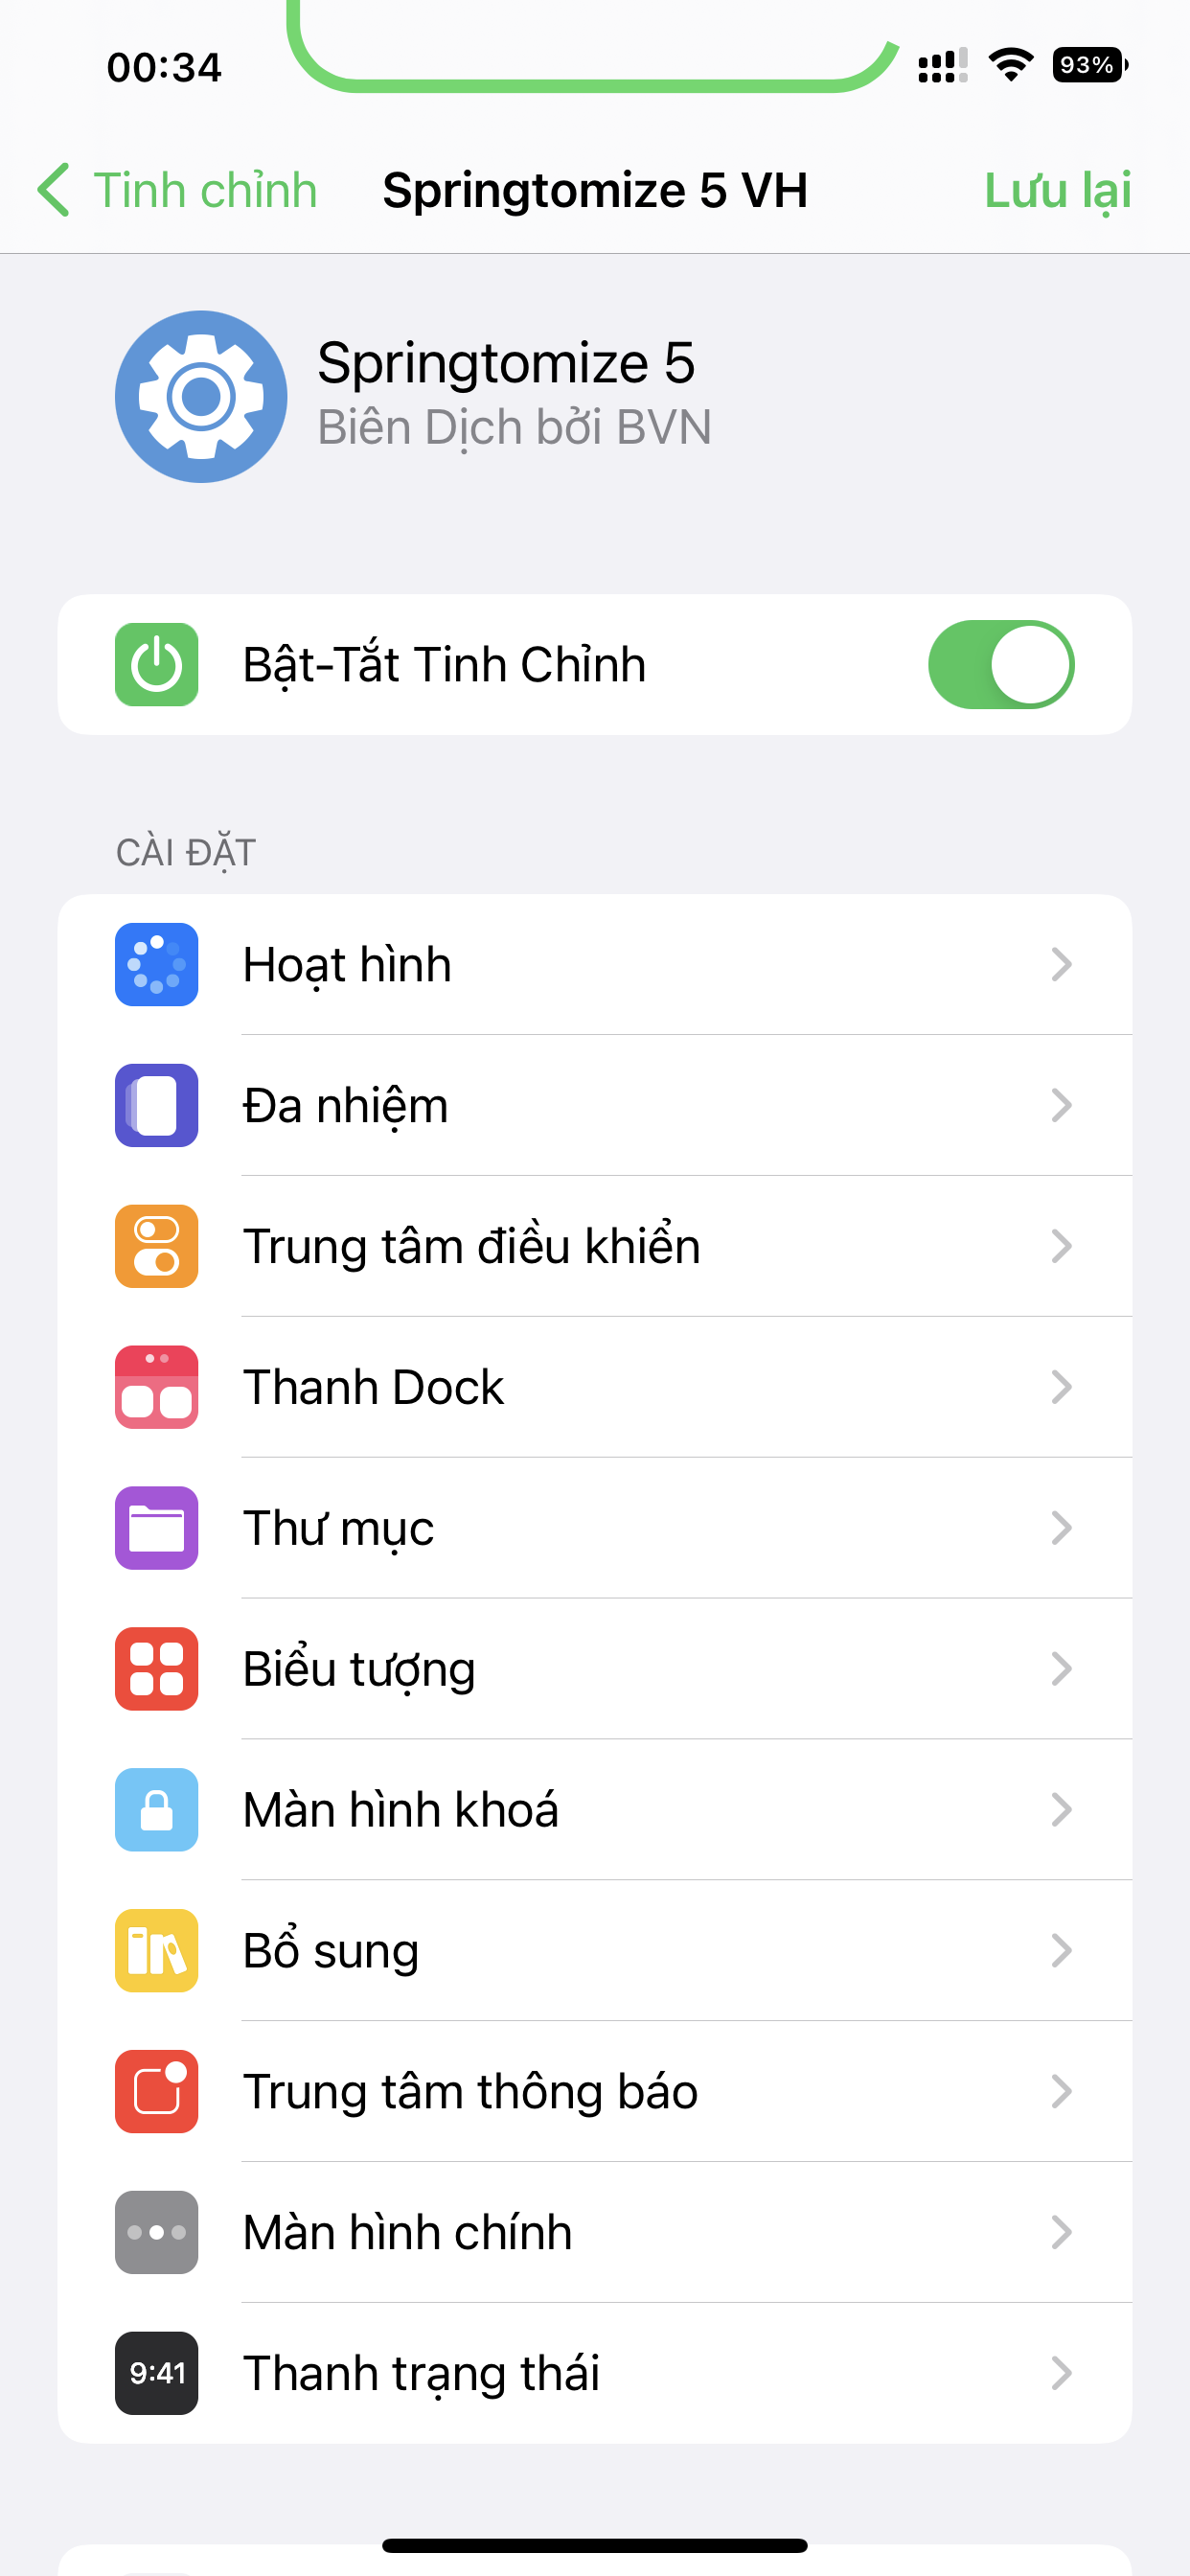 00:34
93%
Tinh chỉnh
Springtomize 5 VH
Lưu lại
Springtomize 5
Biên Dịch bởi BVN
Bật-Tắt Tinh Chỉnh
CÀI ĐẶT
Hoạt hình
Đa nhiệm
Trung tâm điều khiển
Thanh Dock
Thư mục
Biểu tượng
Màn hình khoá
Bổ sung
Trung tâm thông báo
Màn hình chính
9:41
Thanh trạng thái